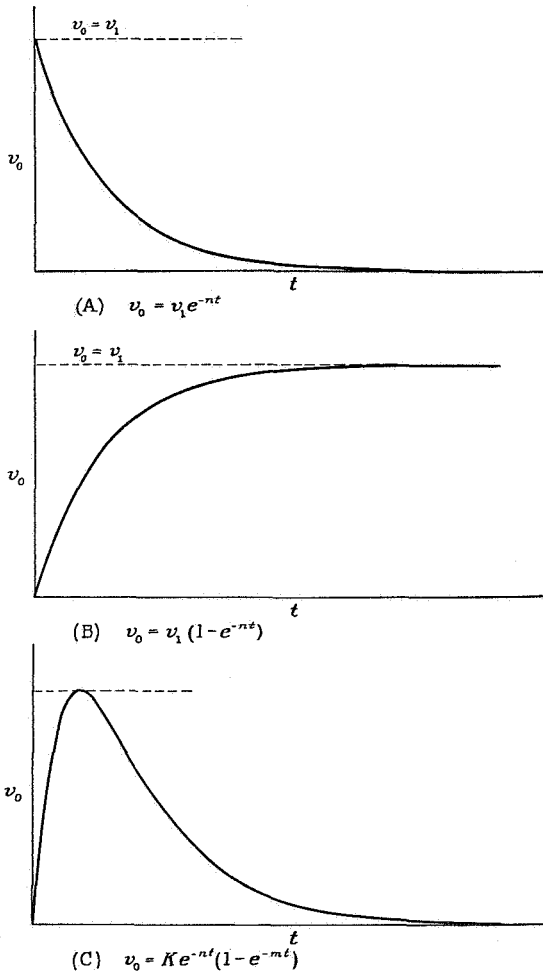 v₀ = v₁
v₀
t
(A) v₀ = v₁e⁻ⁿᵗ
v₀ = v₁
v₀
t
(B) v₀ = v₁ (1-e⁻ⁿᵗ)
v₀
t
(C) v₀ = Ke⁻ⁿᵗ(1-e⁻ᵐᵗ)